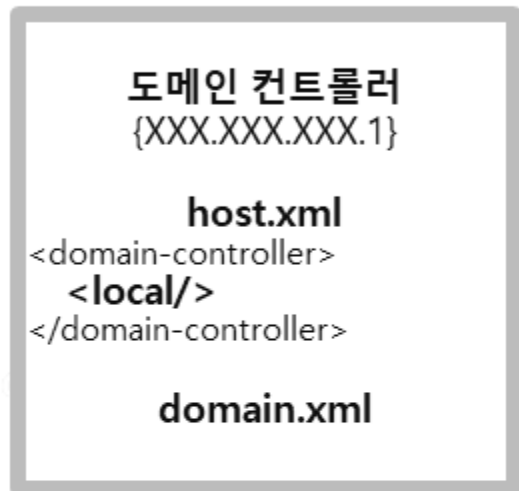 도메인 컨트롤러
{XXX.XXX.XXX.1}
host.xml
<domain-controller>
<local/>
</domain-controller>
domain.xml